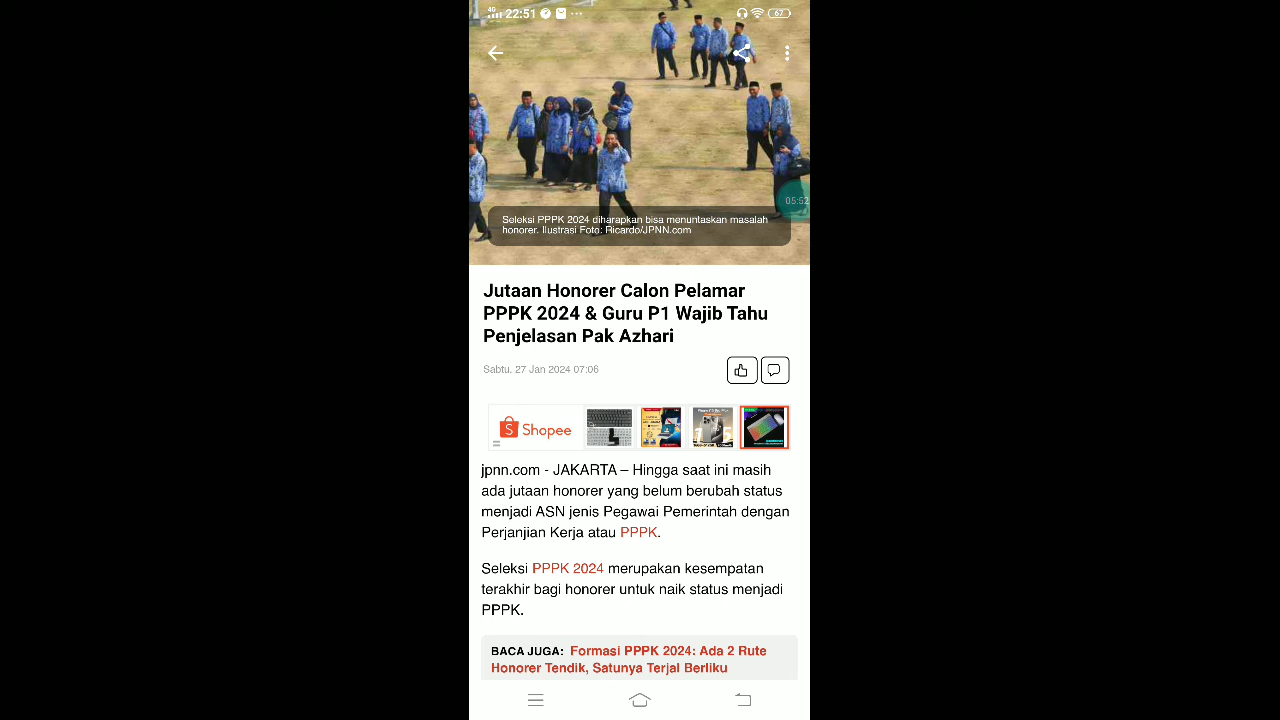 4G 22:51 67
05:52
Seleksi PPPK 2024 diharapkan bisa menuntaskan masalah
honorer. Ilustrasi Foto: Ricardo/JPNN.com
Jutaan Honorer Calon Pelamar
PPPK 2024 & Guru P1 Wajib Tahu
Penjelasan Pak Azhari
Sabtu, 27 Jan 2024 07:06
Shopee
jpnn.com - JAKARTA – Hingga saat ini masih
ada jutaan honorer yang belum berubah status
menjadi ASN jenis Pegawai Pemerintah dengan
Perjanjian Kerja atau PPPK.
Seleksi PPPK 2024 merupakan kesempatan
terakhir bagi honorer untuk naik status menjadi
PPPK.
BACA JUGA: Formasi PPPK 2024: Ada 2 Rute
Honorer Tendik, Satunya Terjal Berliku